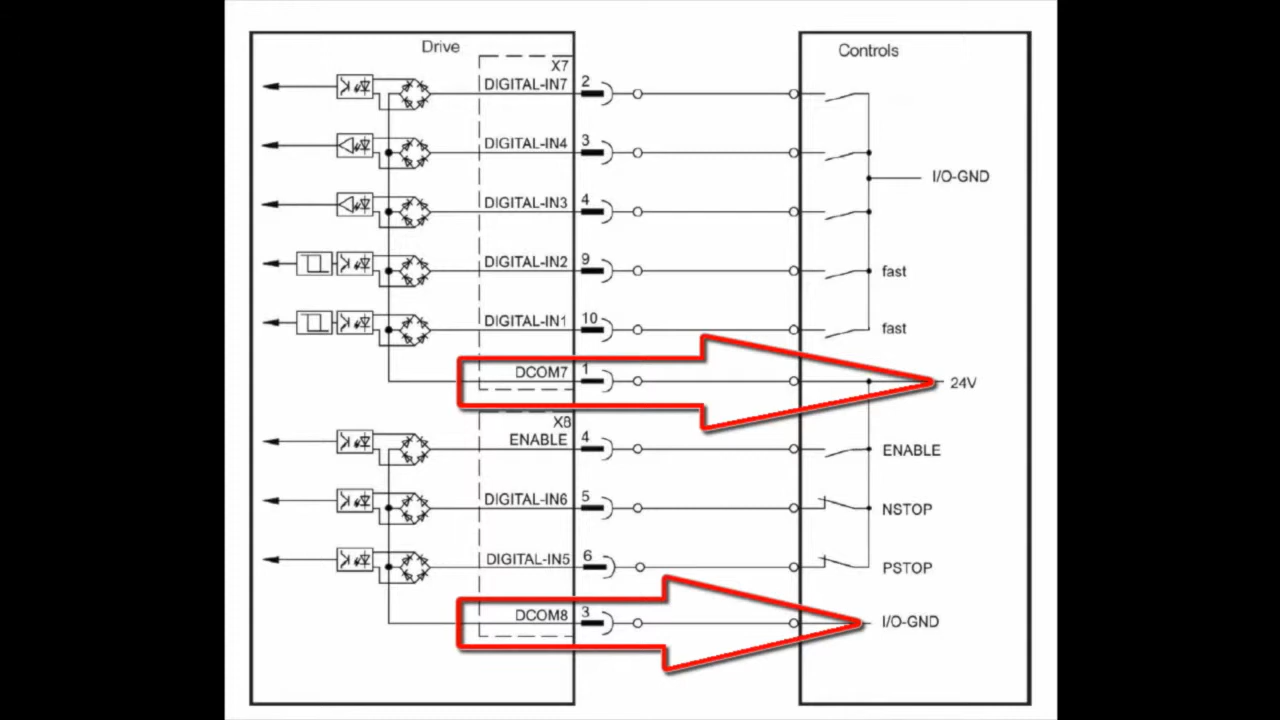 Drive
Controls
X7
DIGITAL-IN7 2
DIGITAL-IN4 3
I/O-GND
DIGITAL-IN3 4
DIGITAL-IN2 9 fast
DIGITAL-IN1 10 fast
DCOM7 1 24V
X8
ENABLE 4 ENABLE
DIGITAL-IN6 5 NSTOP
DIGITAL-IN5 6 PSTOP
DCOM8 3 I/O-GND